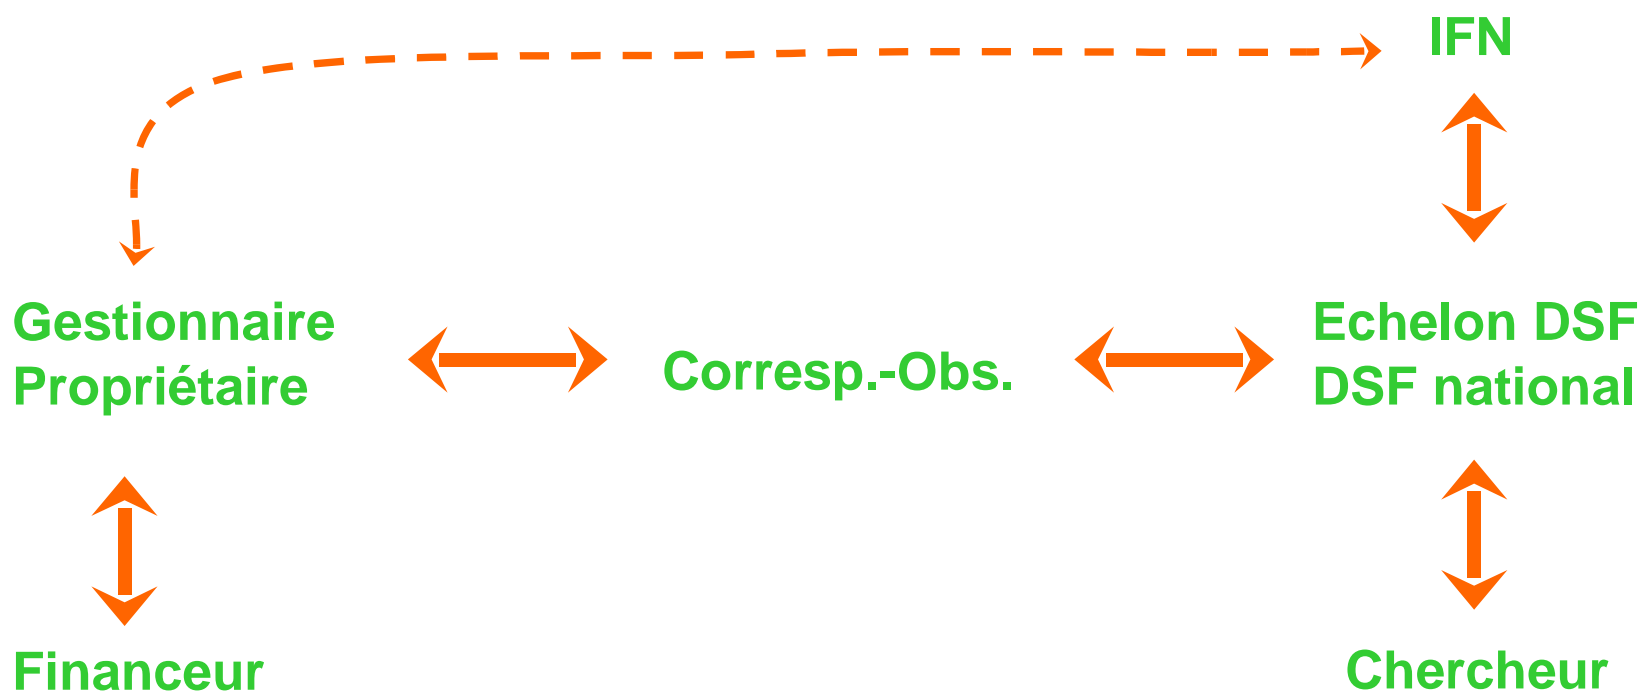 IFN
Gestionnaire
Propriétaire
Corresp.-Obs.
Echelon DSF
DSF national
Financeur
Chercheur